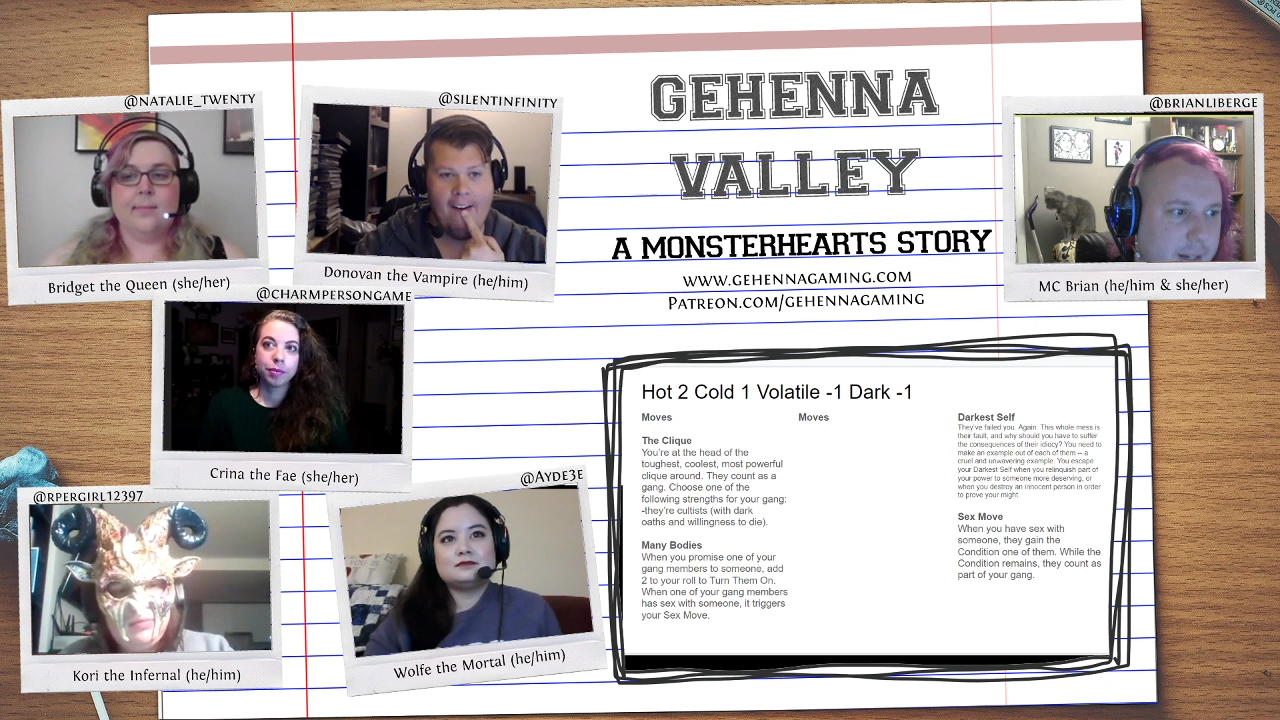 @NATALIE_TWENTY
Bridget the Queen (she/her)
@SILENTINFINITY
Donovan the Vampire (he/him)
GEHENNA
VALLEY
A MONSTERHEARTS STORY
WWW.GEHENNAGAMING.COM
PATREON.COM/GEHENNAGAMING
@BRIANLIBERGE
MC Brian (he/him & she/her)
@CHARMPERSONGAME
Crina the Fae (she/her)
@RPERGIRL12397
Kori the Infernal (he/him)
@AYDE3E
Wolfe the Mortal (he/him)
Hot 2 Cold 1 Volatile -1 Dark -1
Moves
The Clique
You're at the head of the
toughest, coolest, most powerful
clique around. They count as a
gang. Choose one of the
following strengths for your gang:
-they're cultists (with dark
oaths and willingness to die).
Many Bodies
When you promise one of your
gang members to someone, add
2 to your roll to Turn Them On.
When one of your gang members
has sex with someone, it triggers
your Sex Move.
Moves
Darkest Self
They've failed you. Again. This whole mess is
their fault, and why should you have to suffer
the consequences of their idiocy? You need to
make an example out of each of them -- a
cruel and unwavering example. You escape
your Darkest Self when you relinquish part of
your power to someone more deserving, or
when you destroy an innocent person in order
to prove your might.
Sex Move
When you have sex with
someone, they gain the
Condition one of them. While the
Condition remains, they count as
part of your gang.